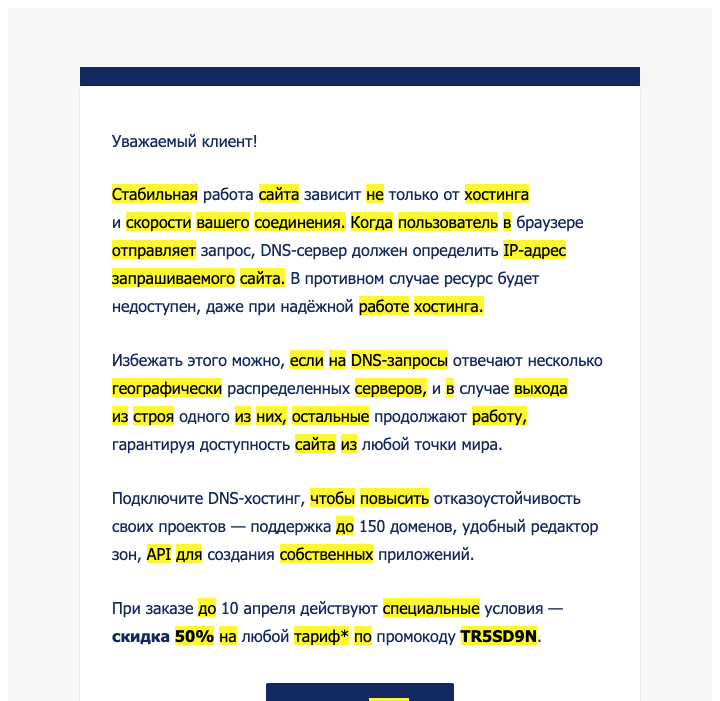 Уважаемый клиент!
Стабильная работа сайта зависит не только от хостинга
и скорости вашего соединения. Когда пользователь в браузере
отправляет запрос, DNS-сервер должен определить IP-адрес
запрашиваемого сайта. В противном случае ресурс будет
недоступен, даже при надёжной работе хостинга.
Избежать этого можно, если на DNS-запросы отвечают несколько
географически распределенных серверов, и в случае выхода
из строя одного из них, остальные продолжают работу,
гарантируя доступность сайта из любой точки мира.
Подключите DNS-хостинг, чтобы повысить отказоустойчивость
своих проектов — поддержка до 150 доменов, удобный редактор
зон, API для создания собственных приложений.
При заказе до 10 апреля действуют специальные условия —
скидка 50% на любой тариф* по промокоду TR5SD9N.